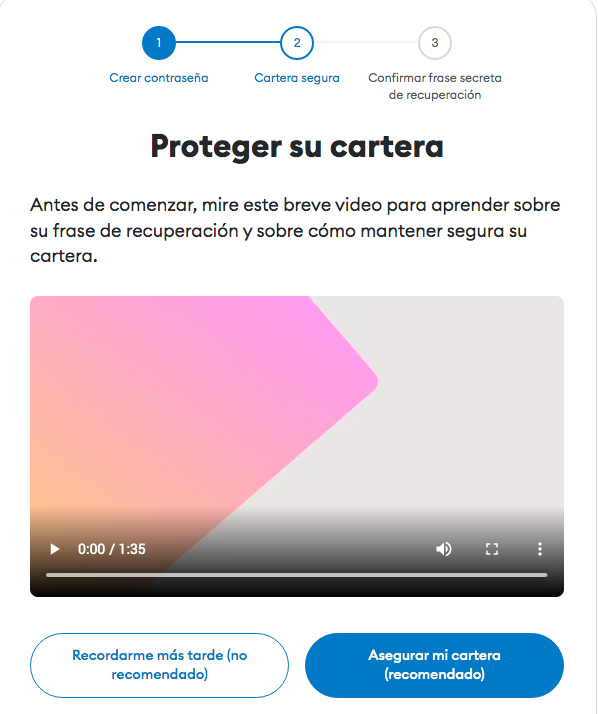 1
2
3
Crear contraseña
Cartera segura
Confirmar frase secreta
de recuperación
Proteger su cartera
Antes de comenzar, mire este breve video para aprender sobre
su frase de recuperación y sobre cómo mantener segura su
cartera.
0:00 / 1:35
Recordarme más tarde (no
recomendado)
Asegurar mi cartera
(recomendado)